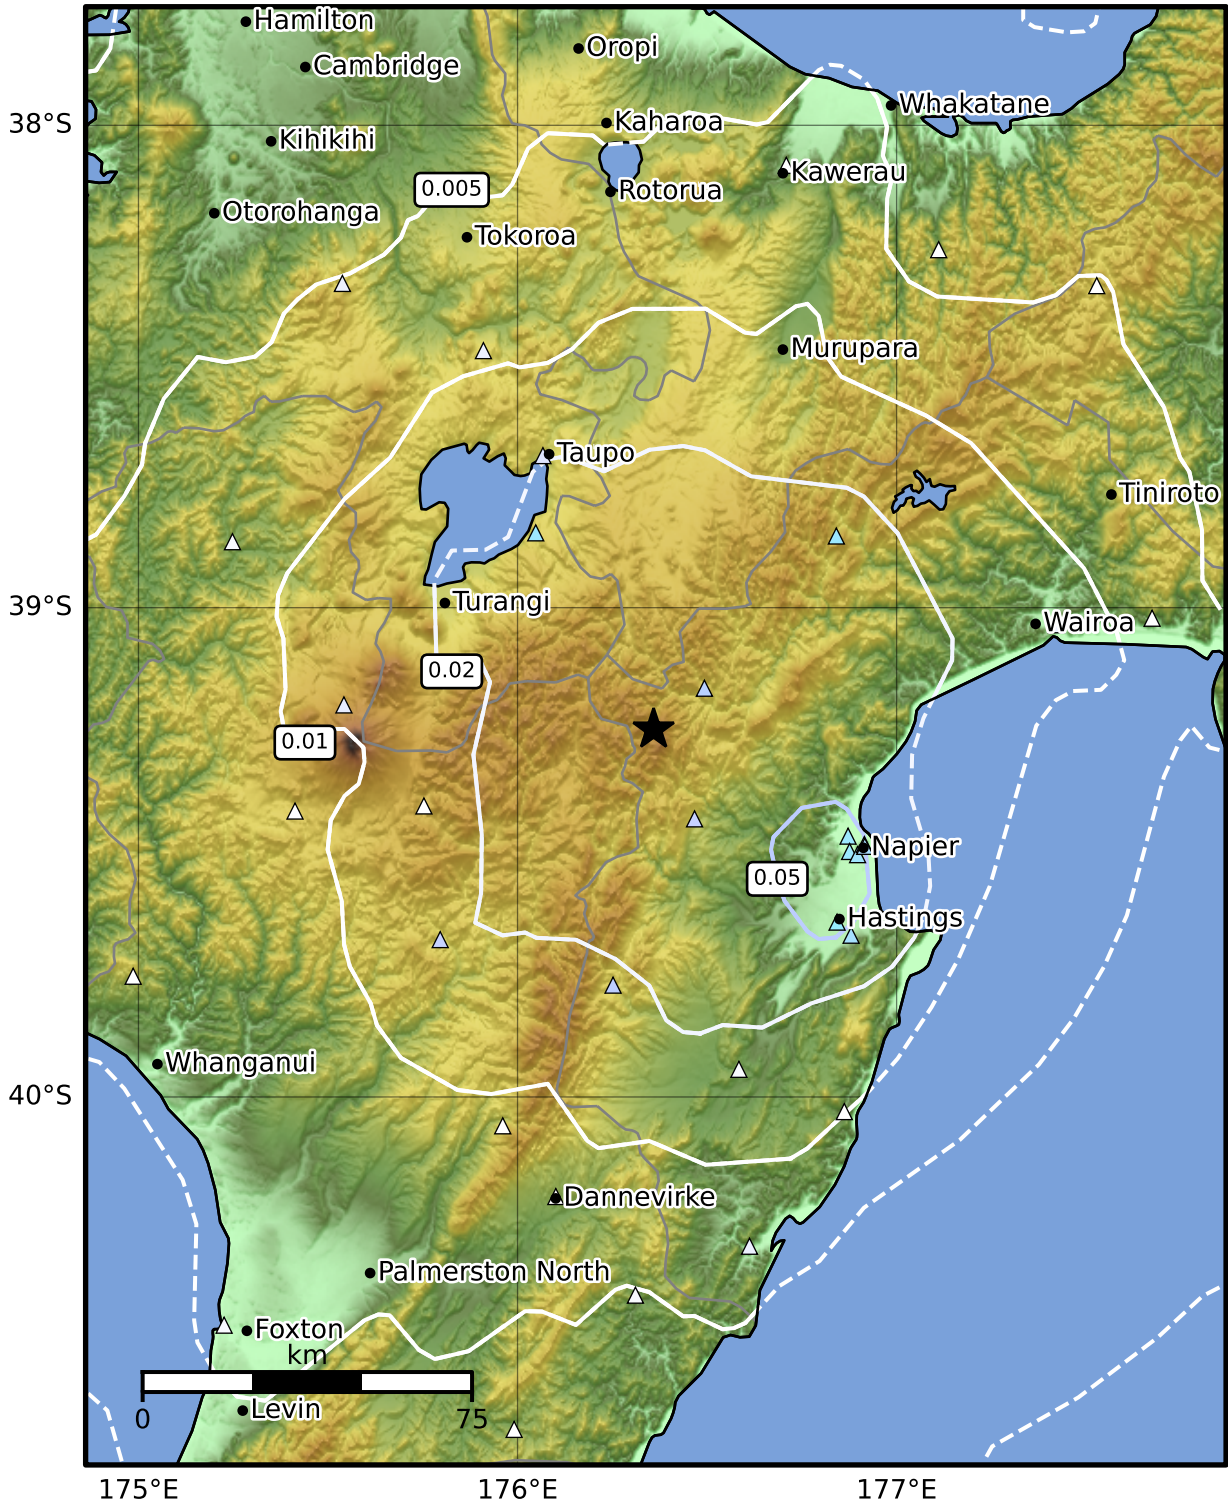 Hamilton
Oropi
Cambridge
Whakatane
38°S
Kaharoa
Kihikihi
Kawerau
0.005
Rotorua
Otorohanga
Tokoroa
Murupara
Taupo
Tiniroto
39°S
Turangi
Wairoa
0.02
0.01
Napier
0.05
Hastings
Whanganui
40°S
Dannevirke
Palmerston North
Foxton
km
Levin
0
75
175°E
176°E
177°E